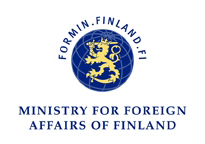 FORMIN.FINLAND.FI
MINISTRY FOR FOREIGN
AFFAIRS OF FINLAND